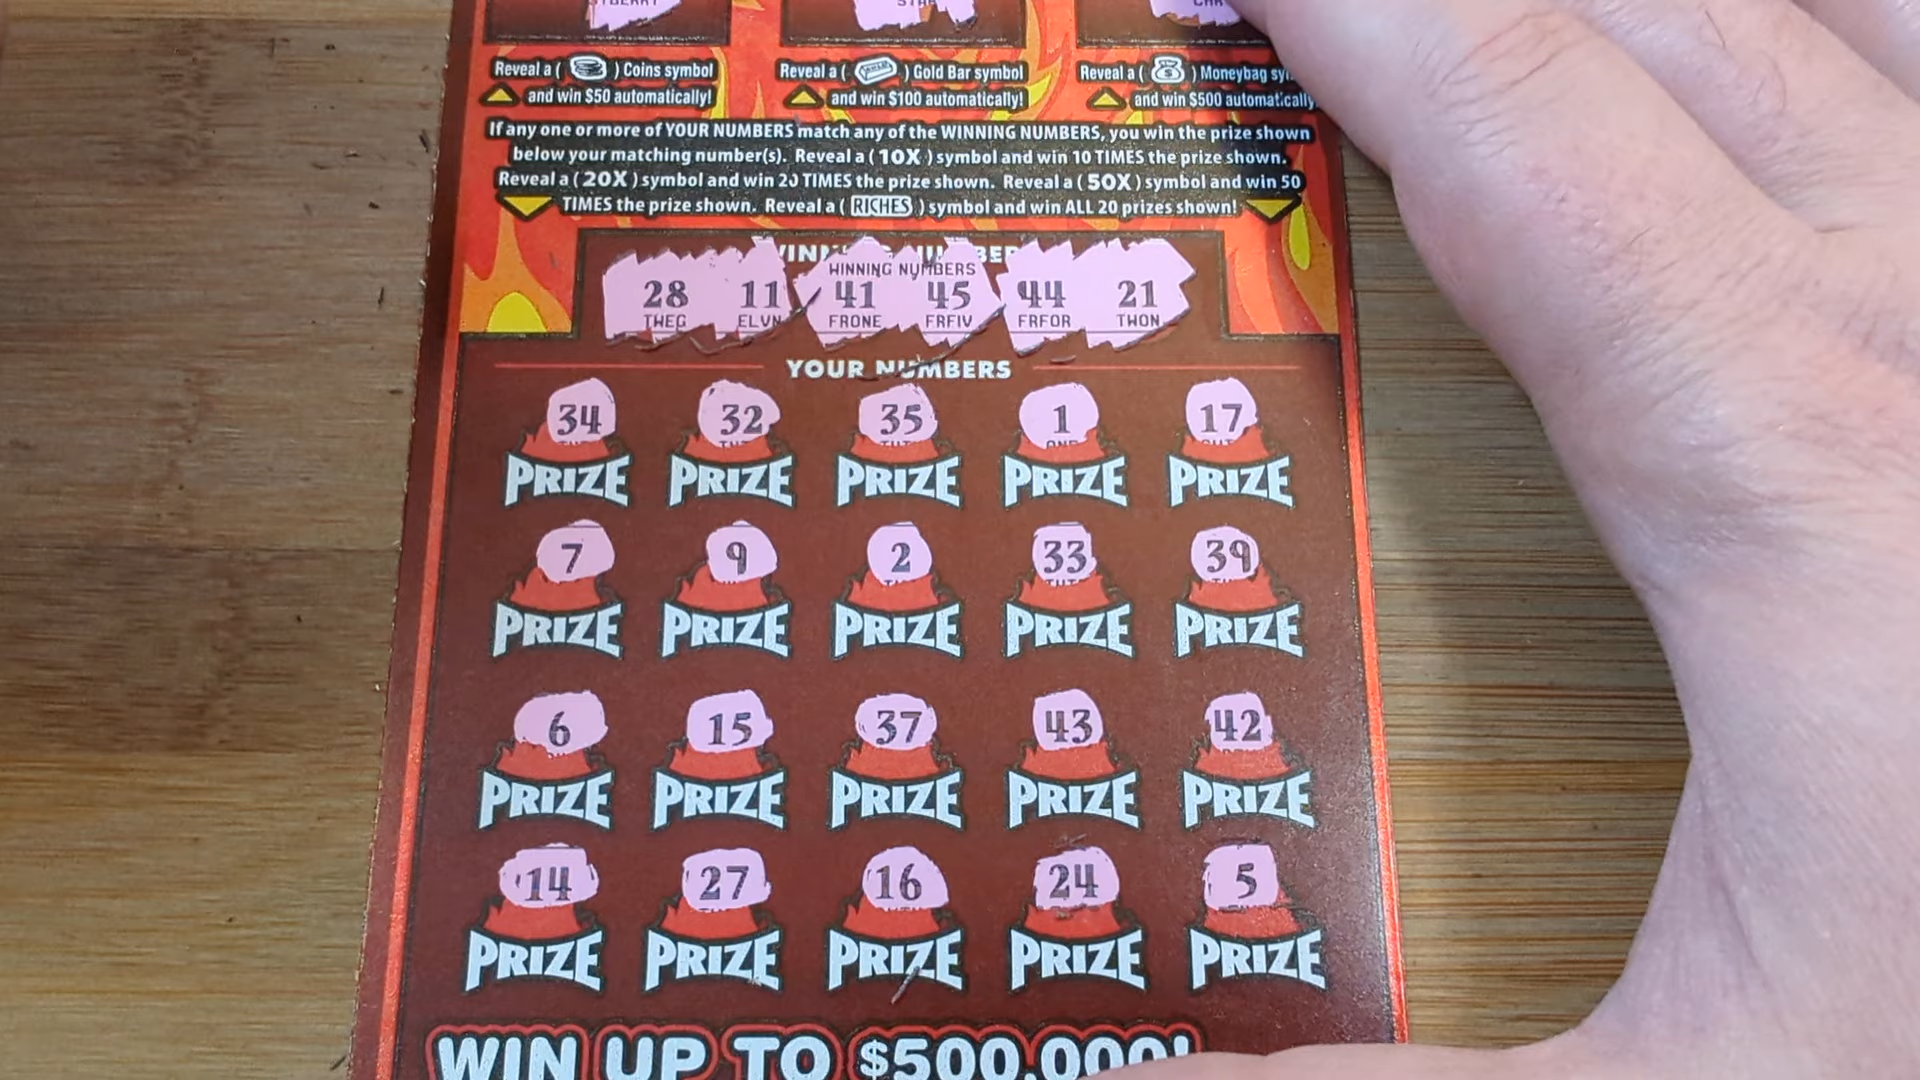 Reveal a ( ) Coins symbol
and win $50 automatically!
Reveal a ( ) Gold Bar symbol
and win $100 automatically!
Reveal a ( $ ) Moneybag
and win $500 automatically
If any one or more of YOUR NUMBERS match any of the WINNING NUMBERS, you win the prize shown
below your matching number(s). Reveal a ( 10X ) symbol and win 10 TIMES the prize shown.
Reveal a ( 20X ) symbol and win 20 TIMES the prize shown. Reveal a ( 50X ) symbol and win 50
TIMES the prize shown. Reveal a ( RICHES ) symbol and win ALL 20 prizes shown!
WINNING NUMBERS
28 11 41 45 44 21
TWEG ELVN FRONE FRFIV FRFOR TWON
YOUR NUMBERS
34 32 35 1 17
PRIZE PRIZE PRIZE PRIZE PRIZE
7 9 2 33 39
PRIZE PRIZE PRIZE PRIZE PRIZE
6 15 37 43 42
PRIZE PRIZE PRIZE PRIZE PRIZE
14 27 16 24 5
PRIZE PRIZE PRIZE PRIZE PRIZE
WIN UP TO $500,000!